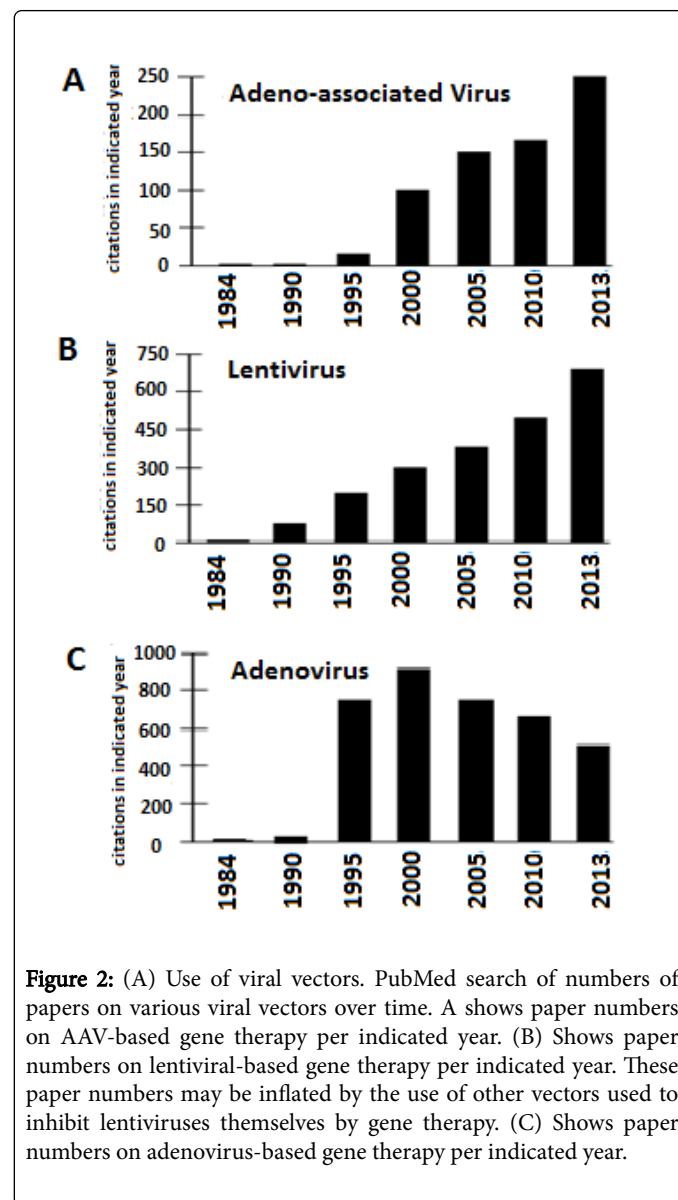 A
Adeno-associated Virus
citations in indicated year
250
200
150
100
50
0
1984 1990 1995 2000 2005 2010 2013
B
Lentivirus
citations in indicated year
750
600
450
300
150
0
1984 1990 1995 2000 2005 2010 2013
C
Adenovirus
citations in indicated year
1000
800
600
400
200
0
1984 1990 1995 2000 2005 2010 2013
Figure 2: (A) Use of viral vectors. PubMed search of numbers of
papers on various viral vectors over time. A shows paper numbers
on AAV-based gene therapy per indicated year. (B) Shows paper
numbers on lentiviral-based gene therapy per indicated year. These
paper numbers may be inflated by the use of other vectors used to
inhibit lentiviruses themselves by gene therapy. (C) Shows paper
numbers on adenovirus-based gene therapy per indicated year.